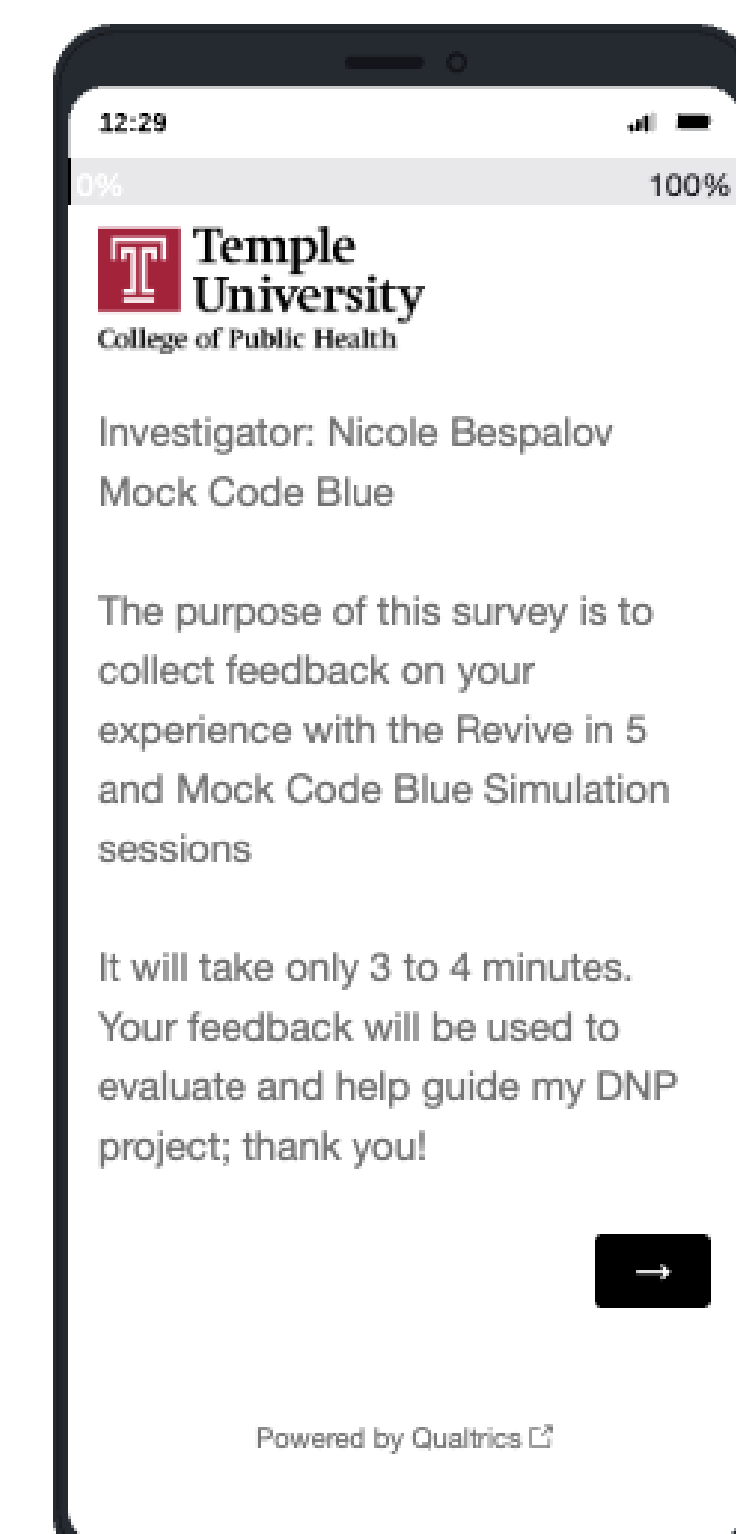 12:29
0% 100%
T Temple
University
College of Public Health
Investigator: Nicole Bespalov
Mock Code Blue
The purpose of this survey is to
collect feedback on your
experience with the Revive in 5
and Mock Code Blue Simulation
sessions
It will take only 3 to 4 minutes.
Your feedback will be used to
evaluate and help guide my DNP
project; thank you!
→
Powered by Qualtrics